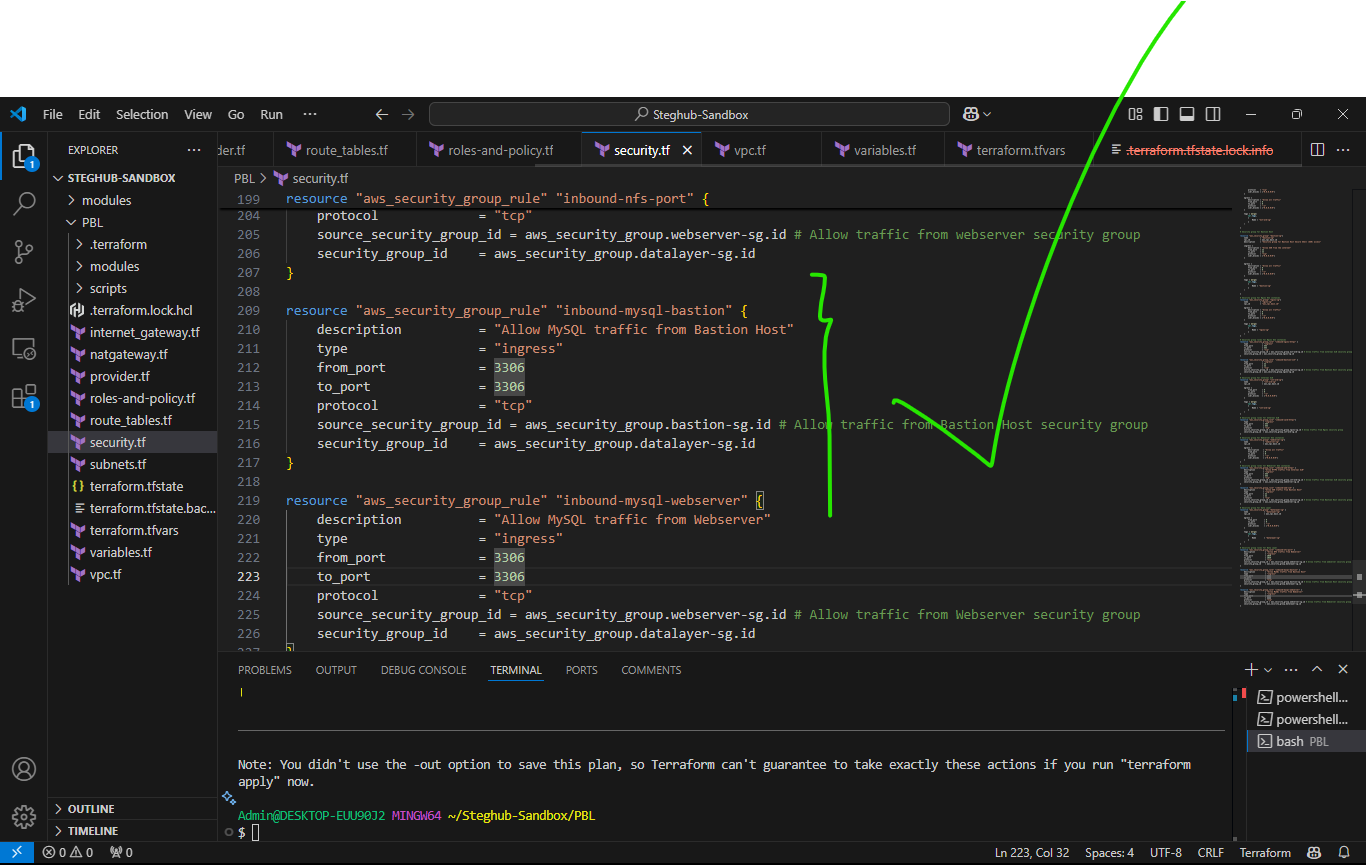 File Edit Selection View Go Run ··· Steghub-Sandbox
EXPLORER ···
der.tf route_tables.tf roles-and-policy.tf security.tf vpc.tf variables.tf terraform.tfvars .terraform.tfstate.lock.info ···
1
1
STEGHUB-SANDBOX
modules
PBL
.terraform
modules
scripts
.terraform.lock.hcl
internet_gateway.tf
natgateway.tf
provider.tf
roles-and-policy.tf
route_tables.tf
security.tf
subnets.tf
terraform.tfstate
terraform.tfstate.bac...
terraform.tfvars
variables.tf
vpc.tf
OUTLINE
TIMELINE
PBL > security.tf
199 resource "aws_security_group_rule" "inbound-nfs-port" {
204 protocol = "tcp"
205 source_security_group_id = aws_security_group.webserver-sg.id # Allow traffic from webserver security group
206 security_group_id = aws_security_group.datalayer-sg.id
207 }
208
209 resource "aws_security_group_rule" "inbound-mysql-bastion" {
210 description = "Allow MySQL traffic from Bastion Host"
211 type = "ingress"
212 from_port = 3306
213 to_port = 3306
214 protocol = "tcp"
215 source_security_group_id = aws_security_group.bastion-sg.id # Allow traffic from Bastion Host security group
216 security_group_id = aws_security_group.datalayer-sg.id
217 }
218
219 resource "aws_security_group_rule" "inbound-mysql-webserver" {
220 description = "Allow MySQL traffic from Webserver"
221 type = "ingress"
222 from_port = 3306
223 to_port = 3306
224 protocol = "tcp"
225 source_security_group_id = aws_security_group.webserver-sg.id # Allow traffic from Webserver security group
226 security_group_id = aws_security_group.datalayer-sg.id
PROBLEMS OUTPUT DEBUG CONSOLE TERMINAL PORTS COMMENTS
Note: You didn't use the -out option to save this plan, so Terraform can't guarantee to take exactly these actions if you run "terraform
apply" now.
Admin@DESKTOP-EUU90J2 MINGW64 ~/Steghub-Sandbox/PBL
$
powershell...
powershell...
bash PBL
0 0 0 Ln 223, Col 32 Spaces: 4 UTF-8 CRLF Terraform